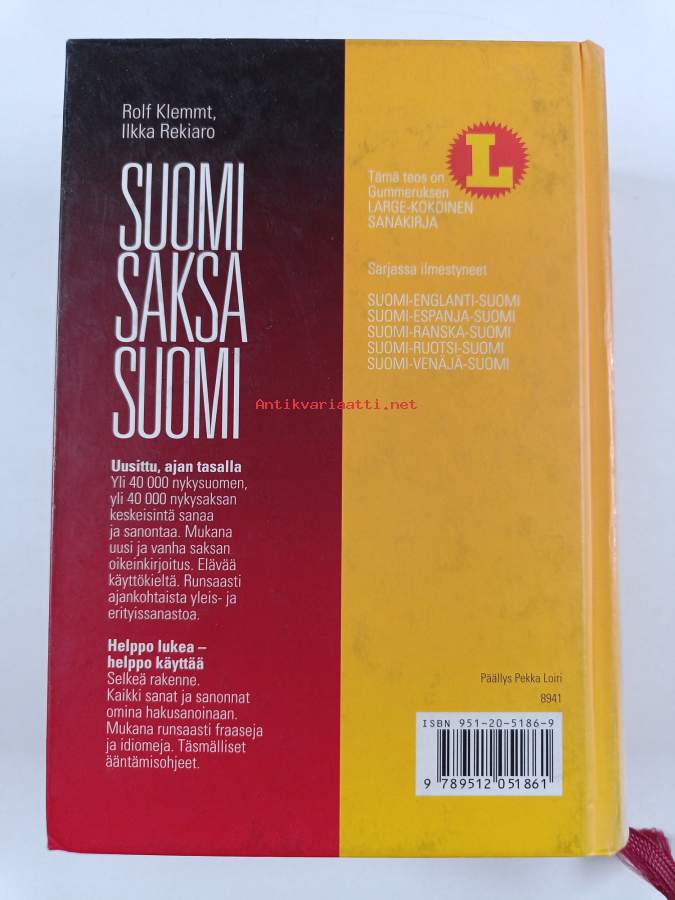 Rolf Klemmt,
Ilkka Rekiaro
SUOMI
SAKSA
SUOMI
Uusittu, ajan tasalla
Yli 40 000 nykysuomen,
yli 40 000 nykysaksan
keskeisintä sanaa
ja sanontaa. Mukana
uusi ja vanha saksan
oikeinkirjoitus. Elävää
käyttökieltä. Runsaasti
ajankohtaista yleis- ja
erityissanastoa.
Helppo lukea –
helppo käyttää
Selkeä rakenne.
Kaikki sanat ja sanonnat
omina hakusanoinaan.
Mukana runsaasti fraaseja
ja idiomeja. Täsmälliset
ääntämisohjeet.
L
Tämä teos on
Gummeruksen
LARGE-KOKOINEN
SANAKIRJA
Sarjassa ilmestyneet
SUOMI-ENGLANTI-SUOMI
SUOMI-ESPANJA-SUOMI
SUOMI-RANSKA-SUOMI
SUOMI-RUOTSI-SUOMI
SUOMI-VENÄJÄ-SUOMI
Antikvariaatti.net
Päällys Pekka Loiri
8941
ISBN 951-20-5186-9
9 789512 051861